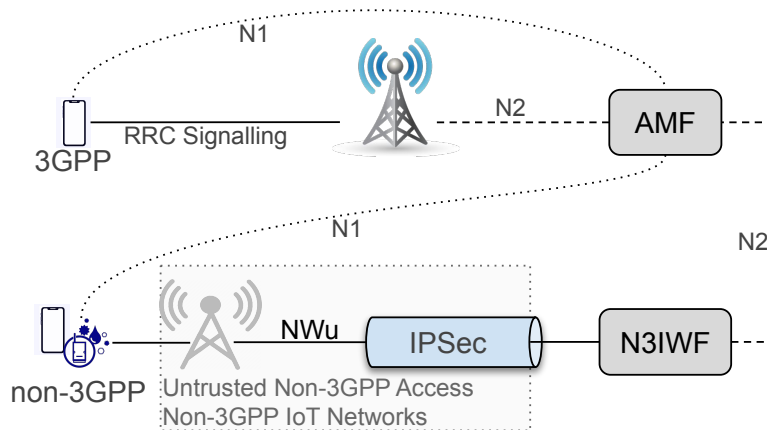 N1
N2
AMF
RRC Signalling
3GPP
N1
N2
NWu
IPSec
N3IWF
non-3GPP
Untrusted Non-3GPP Access
Non-3GPP IoT Networks